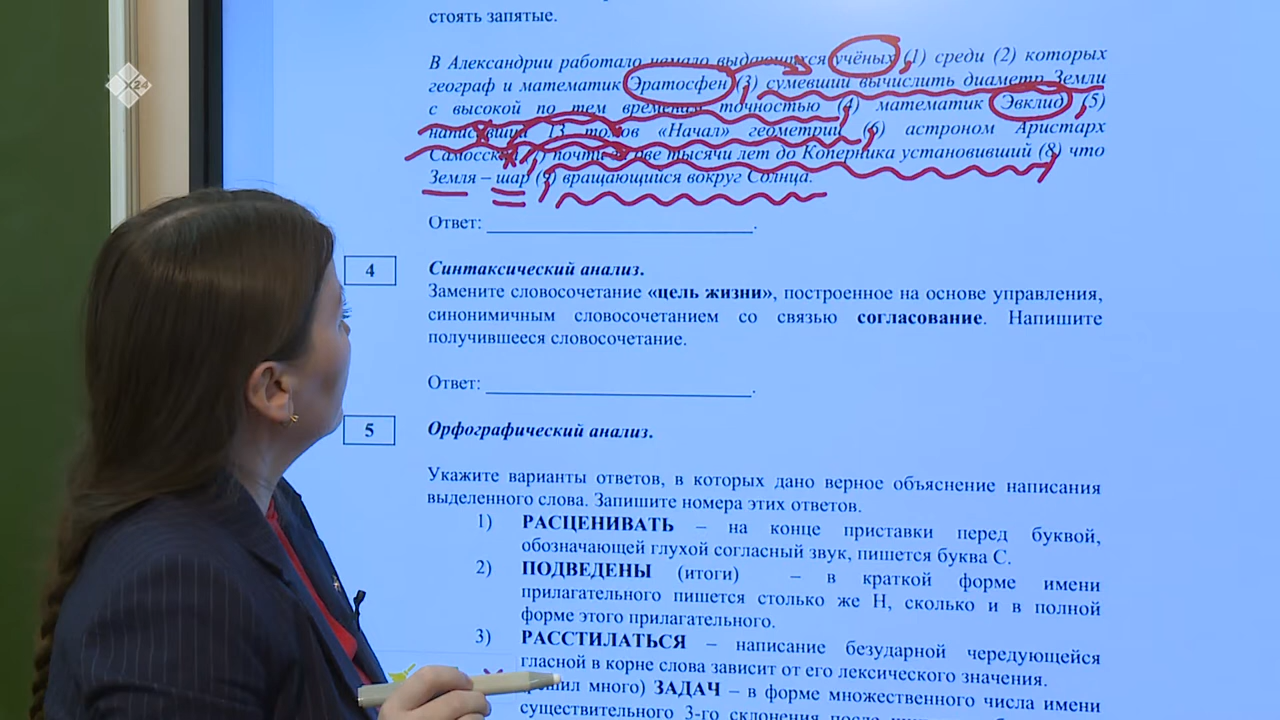 стоять запятые.
В Александрии работало немало выдающихся учёных (1) среди (2) которых
географ и математик Эратосфен (3) сумевший вычислить диаметр Земли
с высокой по тем временам точностью (4) математик Эвклид (5)
написавший 13 томов «Начал» геометрии (6) астроном Аристарх
Самосский (7) почти за две тысячи лет до Коперника установивший (8) что
Земля – шар (9) вращающийся вокруг Солнца.
Ответ: ____________________________.
4 Синтаксический анализ.
Замените словосочетание «цель жизни», построенное на основе управления,
синонимичным словосочетанием со связью согласование. Напишите
получившееся словосочетание.
Ответ: ____________________________.
5 Орфографический анализ.
Укажите варианты ответов, в которых дано верное объяснение написания
выделенного слова. Запишите номера этих ответов.
1) РАСЦЕНИВАТЬ – на конце приставки перед буквой,
обозначающей глухой согласный звук, пишется буква С.
2) ПОДВЕДЕНЫ (итоги) – в краткой форме имени
прилагательного пишется столько же Н, сколько и в полной
форме этого прилагательного.
3) РАССТИЛАТЬСЯ – написание безударной чередующейся
гласной в корне слова зависит от его лексического значения.
много) ЗАДАЧ – в форме множественного числа имени
существительного 3-го склонения после